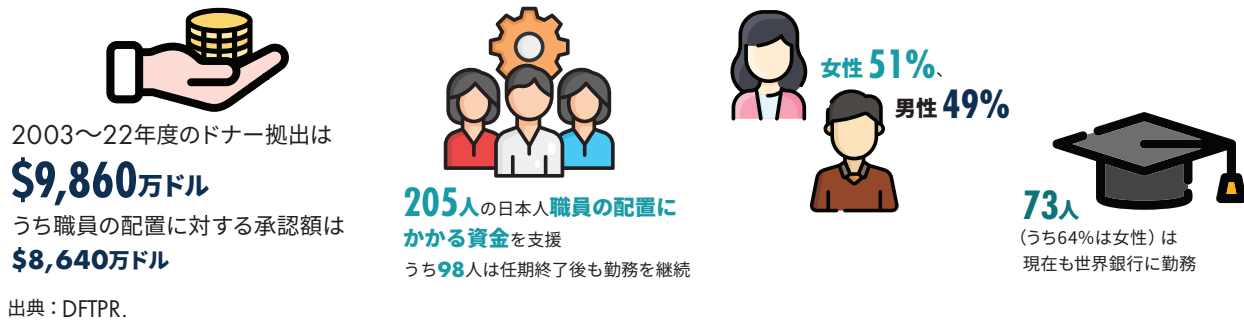 2003〜22年度のドナー拠出は
$9,860万ドル
うち職員の配置に対する承認額は
$8,640万ドル
205人の日本人職員の配置に
かかる資金を支援
うち98人は任期終了後も勤務を継続
女性 51%、
男性 49%
73人
（うち64%は女性）は
現在も世界銀行に勤務
出典：DFTPR.